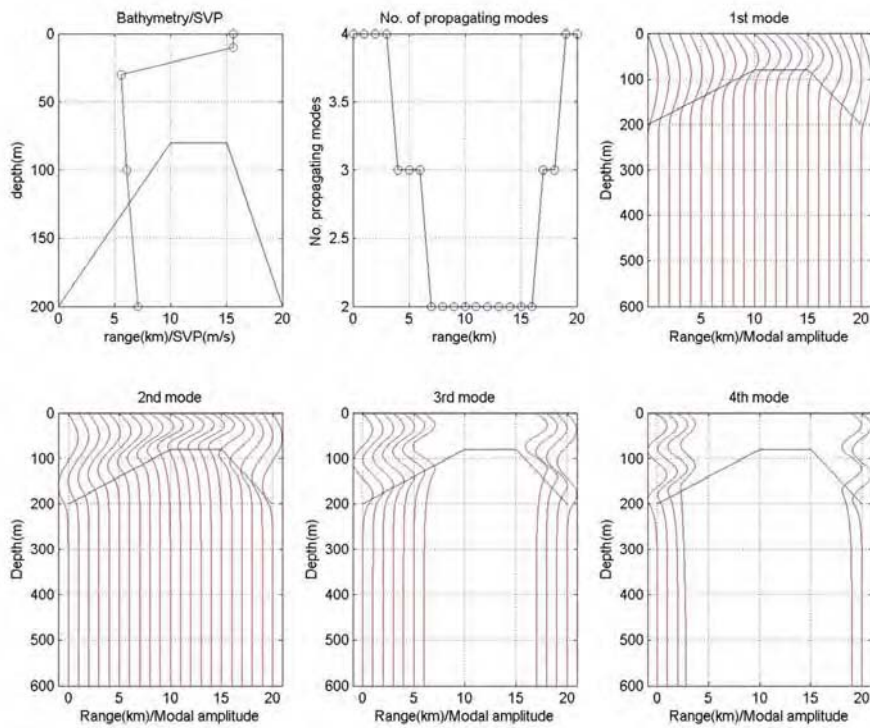 Bathymetry/SVP
0
50
100
150
200
depth(m)
0 5 10 15 20
range(km)/SVP(m/s)
No. of propagating modes
4
3.5
3
2.5
2
No. propagating modes
0 5 10 15 20
range(km)
1st mode
0
100
200
300
400
500
600
Depth(m)
0 5 10 15 20
Range(km)/Modal amplitude
2nd mode
0
100
200
300
400
500
600
Depth(m)
0 5 10 15 20
Range(km)/Modal amplitude
3rd mode
0
100
200
300
400
500
600
Depth(m)
0 5 10 15 20
Range(km)/Modal amplitude
4th mode
0
100
200
300
400
500
600
Depth(m)
0 5 10 15 20
Range(km)/Modal amplitude